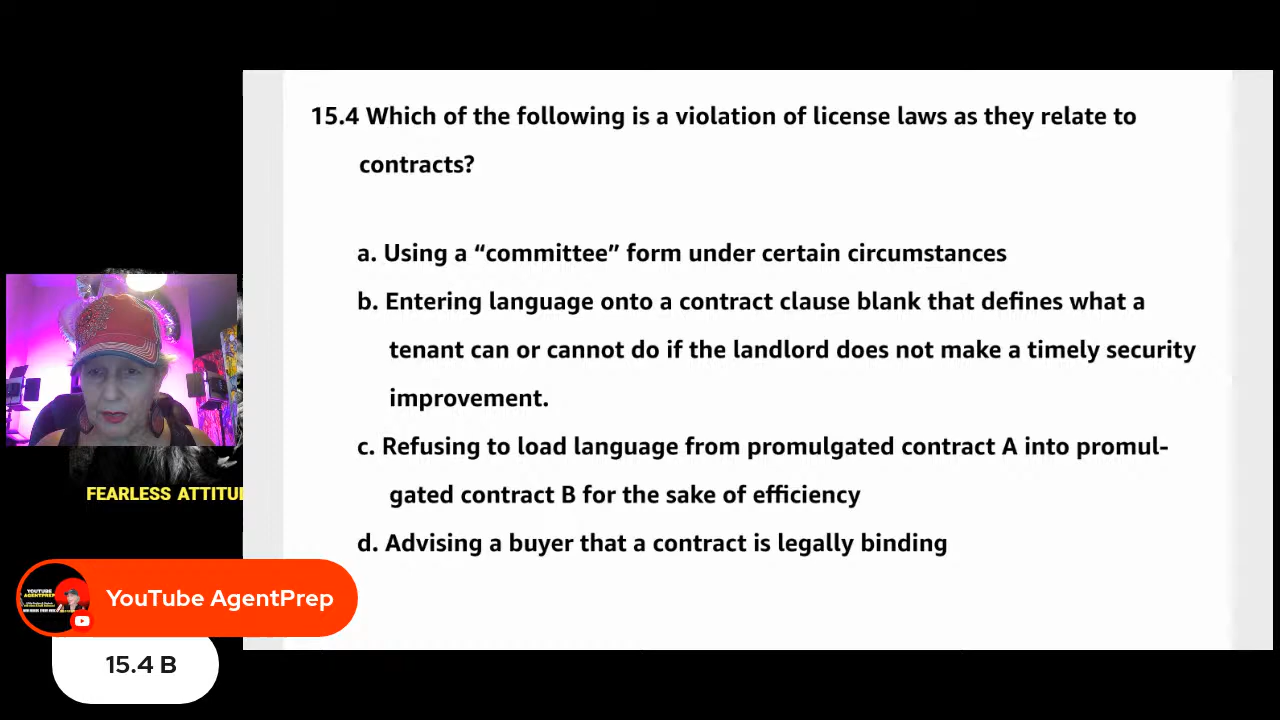 15.4 Which of the following is a violation of license laws as they relate to
contracts?
a. Using a “committee” form under certain circumstances
b. Entering language onto a contract clause blank that defines what a
tenant can or cannot do if the landlord does not make a timely security
improvement.
c. Refusing to load language from promulgated contract A into promul-
gated contract B for the sake of efficiency
d. Advising a buyer that a contract is legally binding
FEARLESS ATTITU
YouTube AgentPrep
15.4 B